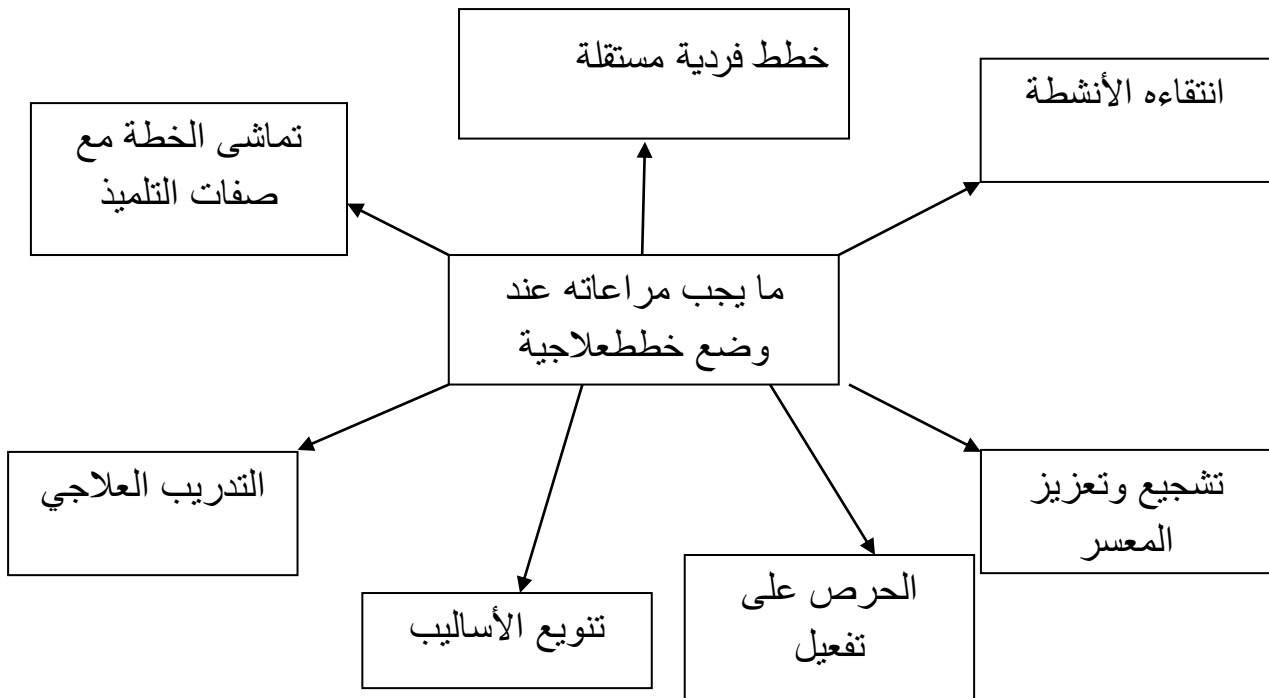 خطط فردية مستقلة
انتقاءه الأنشطة
تماشى الخطة مع
صفات التلميذ
ما يجب مراعاته عند
وضع خططعلاجية
التدريب العلاجي
تشجيع وتعزيز
المعسر
الحرص على
تفعيل
تنويع الأساليب